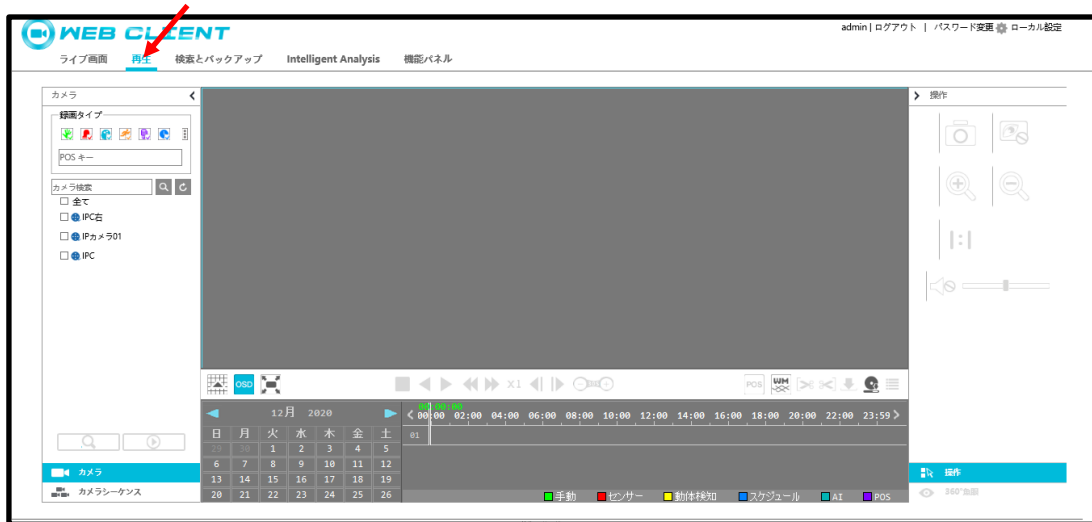 WEB CLIENT
admin | ログアウト | パスワード変更 ローカル設定
ライブ画面 再生 検索とバックアップ Intelligent Analysis 機能パネル
カメラ
録画タイプ
POS キー
カメラ検索
全て
IPC右
IPカメラ01
IPC
操作
1:1
OSD
X1
POS WM
12月 2020
日 月 火 水 木 金 土
29 30 1 2 3 4 5
6 7 8 9 10 11 12
13 14 15 16 17 18 19
20 21 22 23 24 25 26
00:00:00
00:00 02:00 04:00 06:00 08:00 10:00 12:00 14:00 16:00 18:00 20:00 22:00 23:59
01
手動 センサー 動体検知 スケジュール AI POS
カメラ
カメラシーケンス
操作